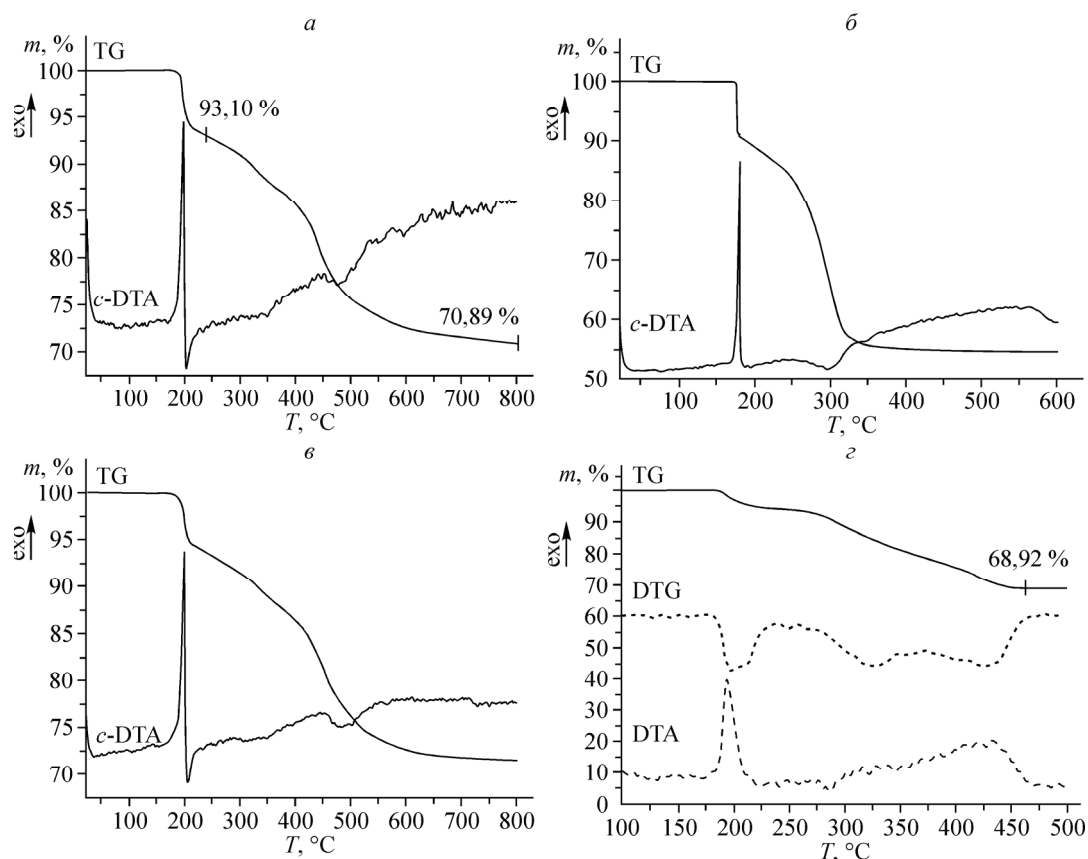 а
m, %
TG
100
95
90
85
80
75
70
exo
93,10 %
70,89 %
c-DTA
100 200 300 400 500 600 700 800
T, °C
б
m, %
TG
100
90
80
70
60
50
exo
c-DTA
100 200 300 400 500 600
T, °C
в
m, %
TG
100
95
90
85
80
75
70
exo
c-DTA
100 200 300 400 500 600 700 800
T, °C
г
m, %
TG
90
80
70
60
50
40
30
20
10
0
exo
68,92 %
DTG
DTA
100 150 200 250 300 350 400 450 500
T, °C